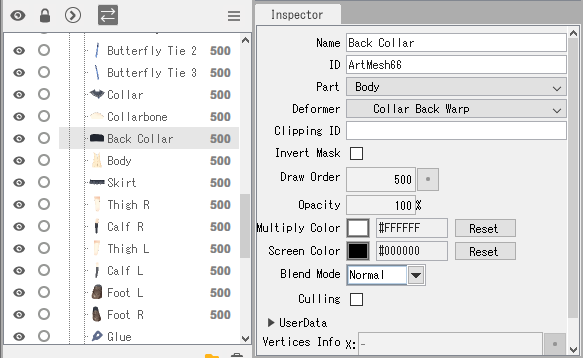 Butterfly Tie 2 500
Butterfly Tie 3 500
Collar 500
Collarbone 500
Back Collar 500
Body 500
Skirt 500
Thigh R 500
Calf R 500
Thigh L 500
Calf L 500
Foot L 500
Foot R 500
Glue
Inspector
Name Back Collar
ID ArtMesh66
Part Body
Deformer Collar Back Warp
Clipping ID
Invert Mask
Draw Order 500
Opacity 100 %
Multiply Color #FFFFFF Reset
Screen Color #000000 Reset
Blend Mode Normal
Culling
UserData
Vertices Info X: -